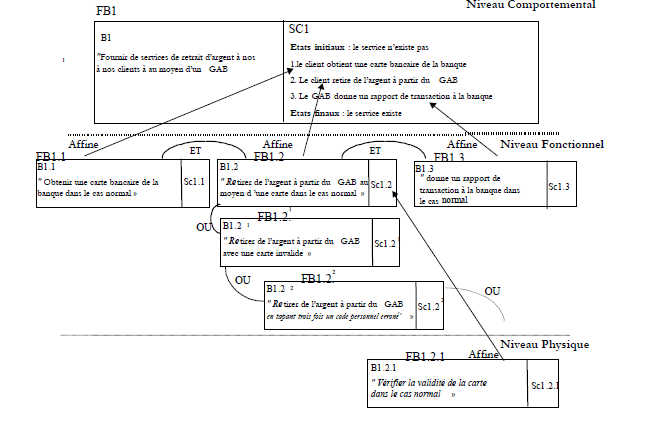 Niveau Comportemental
FB1
B1
"Fournir de services de retrait d'argent à nos
à nos clients à au moyen d'un GAB
SC1
Etats initiaux : le service n'existe pas
1.le client obtient une carte bancaire de la banque
2. Le client retire de l'argent à partir du GAB
3. Le GAB donne un rapport de transaction à la banque
Etats finaux : le service existe
Affine
Affine
Affine
Niveau Fonctionnel
ET
ET
FB1.1
B1.1
" Obtenir une carte bancaire de la
banque dans le cas normal »
Sc1.1
FB1.2
B1.2
" Retirer de l'argent à partir du GAB au
moyen d 'une carte dans le cas normal »
Sc1.2
FB1.3
B1.3
" donne un rapport de
transaction à la banque dans
le cas normal
Sc1.3
OU
FB1.2.1
B1.2 1
" Retirer de l'argent à partir du GAB
avec une carte invalide »
Sc1.2
OU
FB1.2.2
B1.2 2
" Retirer de l'argent à partir du GAB
en tapant trois fois un code personnel erroné" »
Sc1.2 2
OU
Niveau Physique
FB1.2.1
Affine
B1.2.1
" Vérifier la validité de la carte
dans le cas normal »
Sc1.2.1